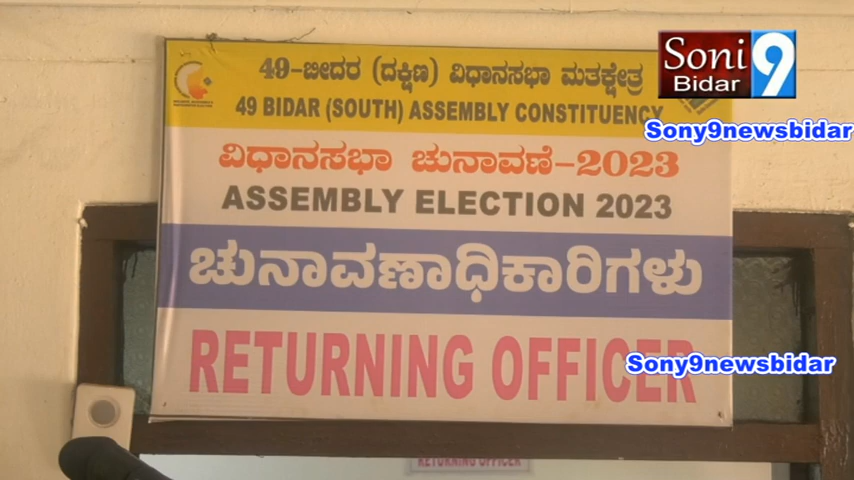 Soni 9
Bidar
Sony9newsbidar
49-ಬೀದರ (ದಕ್ಷಿಣ) ವಿಧಾನಸಭಾ ಮತಕ್ಷೇತ್ರ
49 BIDAR (SOUTH) ASSEMBLY CONSTITUENCY
ವಿಧಾನಸಭಾ ಚುನಾವಣೆ-2023
ASSEMBLY ELECTION 2023
ಚುನಾವಣಾಧಿಕಾರಿಗಳು
RETURNING OFFICER
Sony9newsbidar
RETURNING OFFICER